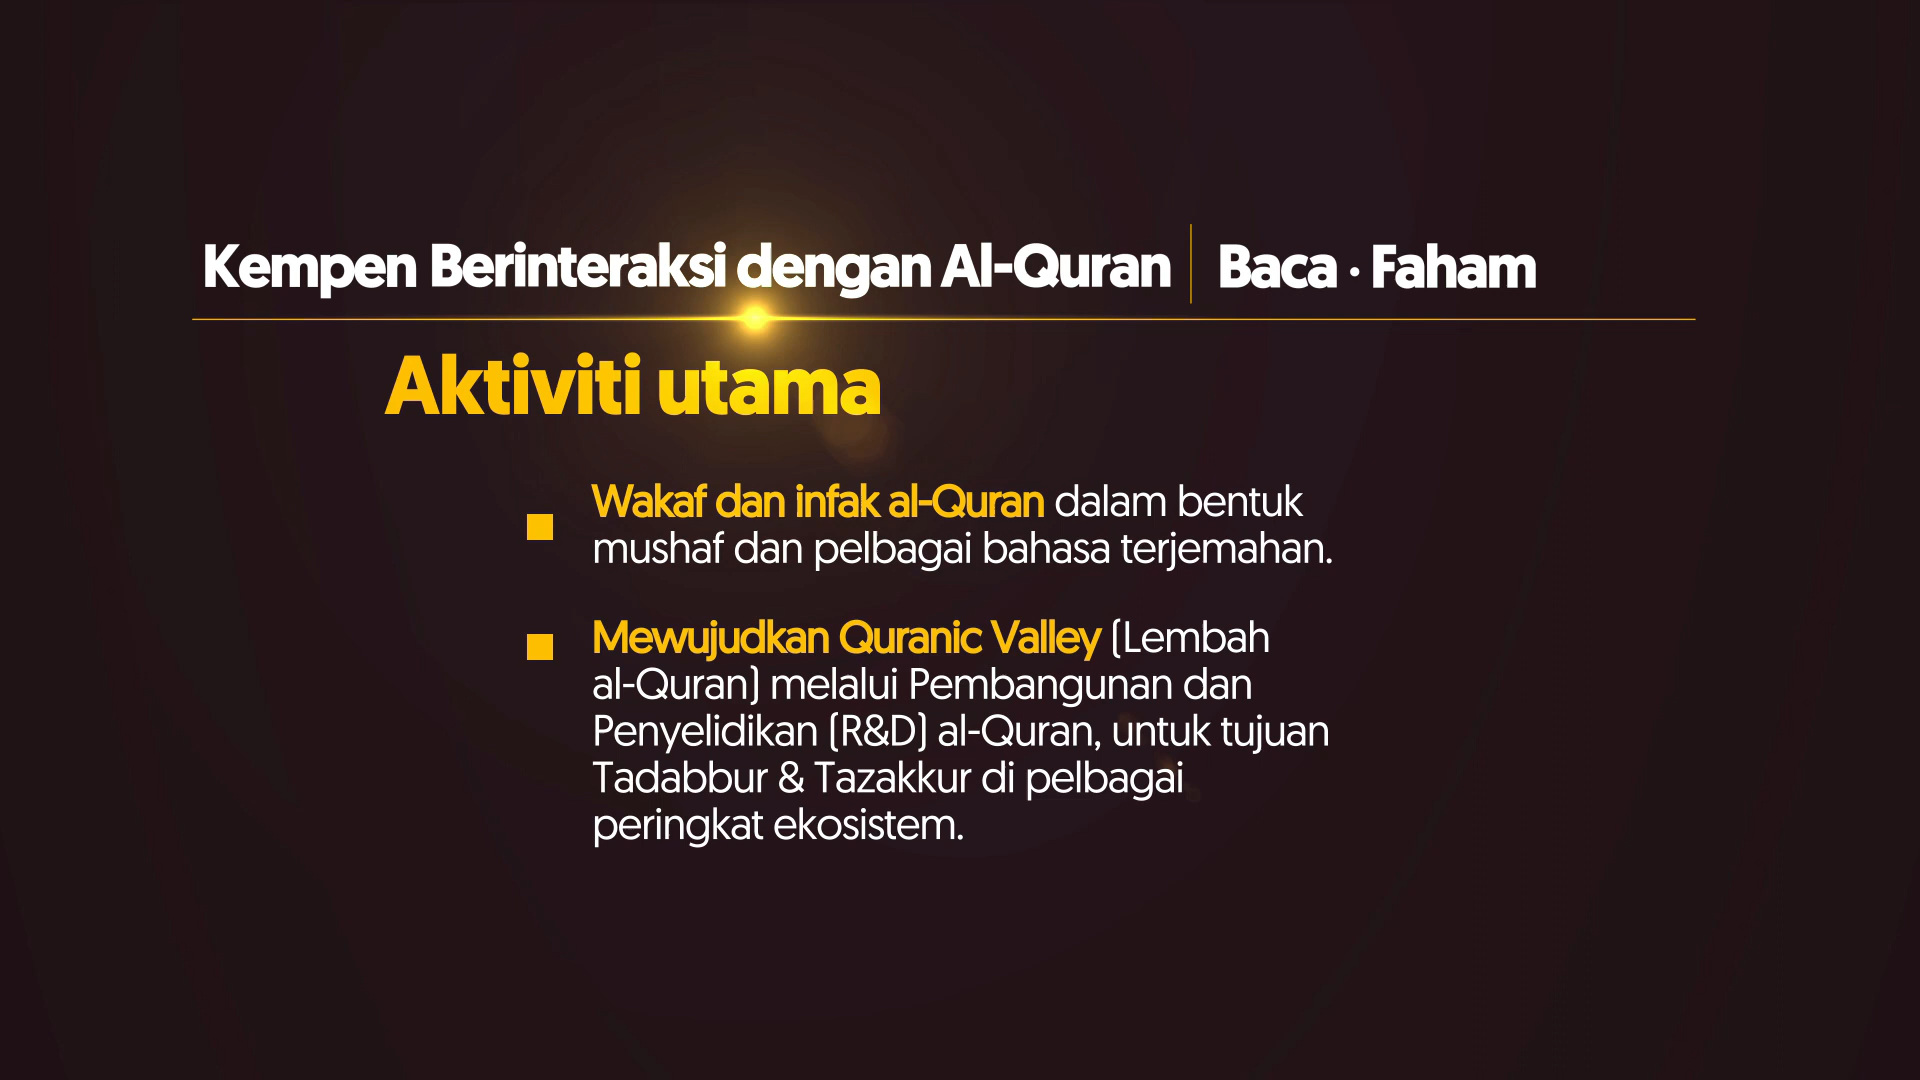 Kempen Berinteraksi dengan Al-Quran | Baca · Faham
Aktiviti utama
Wakaf dan infak al-Quran dalam bentuk
mushaf dan pelbagai bahasa terjemahan.
Mewujudkan Quranic Valley (Lembah
al-Quran) melalui Pembangunan dan
Penyelidikan (R&D) al-Quran, untuk tujuan
Tadabbur & Tazakkur di pelbagai
peringkat ekosistem.